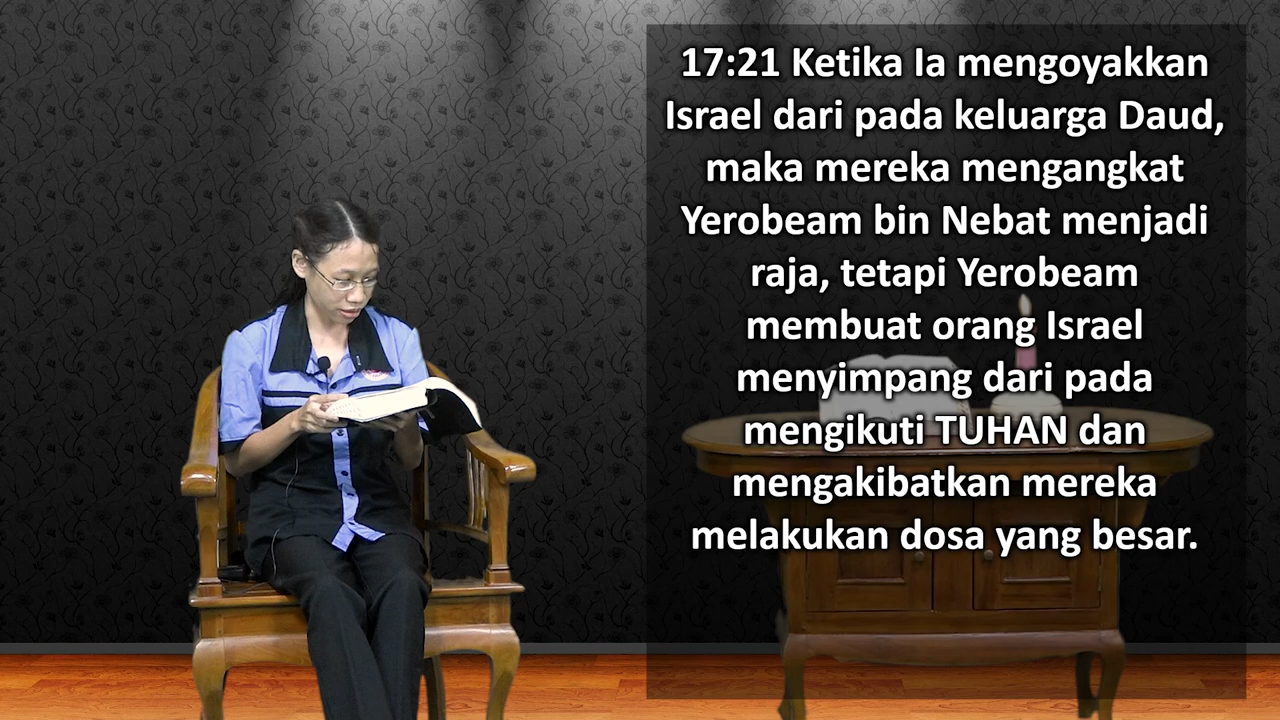 17:21 Ketika Ia mengoyakkan
Israel dari pada keluarga Daud,
maka mereka mengangkat
Yerobeam bin Nebat menjadi
raja, tetapi Yerobeam
membuat orang Israel
menyimpang dari pada
mengikuti TUHAN dan
mengakibatkan mereka
melakukan dosa yang besar.